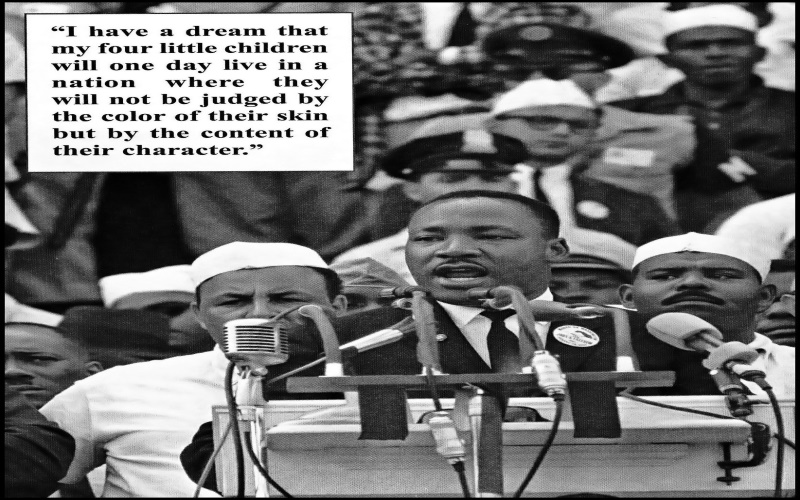 “I have a dream that
my four little children
will one day live in a
nation where they
will not be judged by
the color of their skin
but by the content of
their character.”